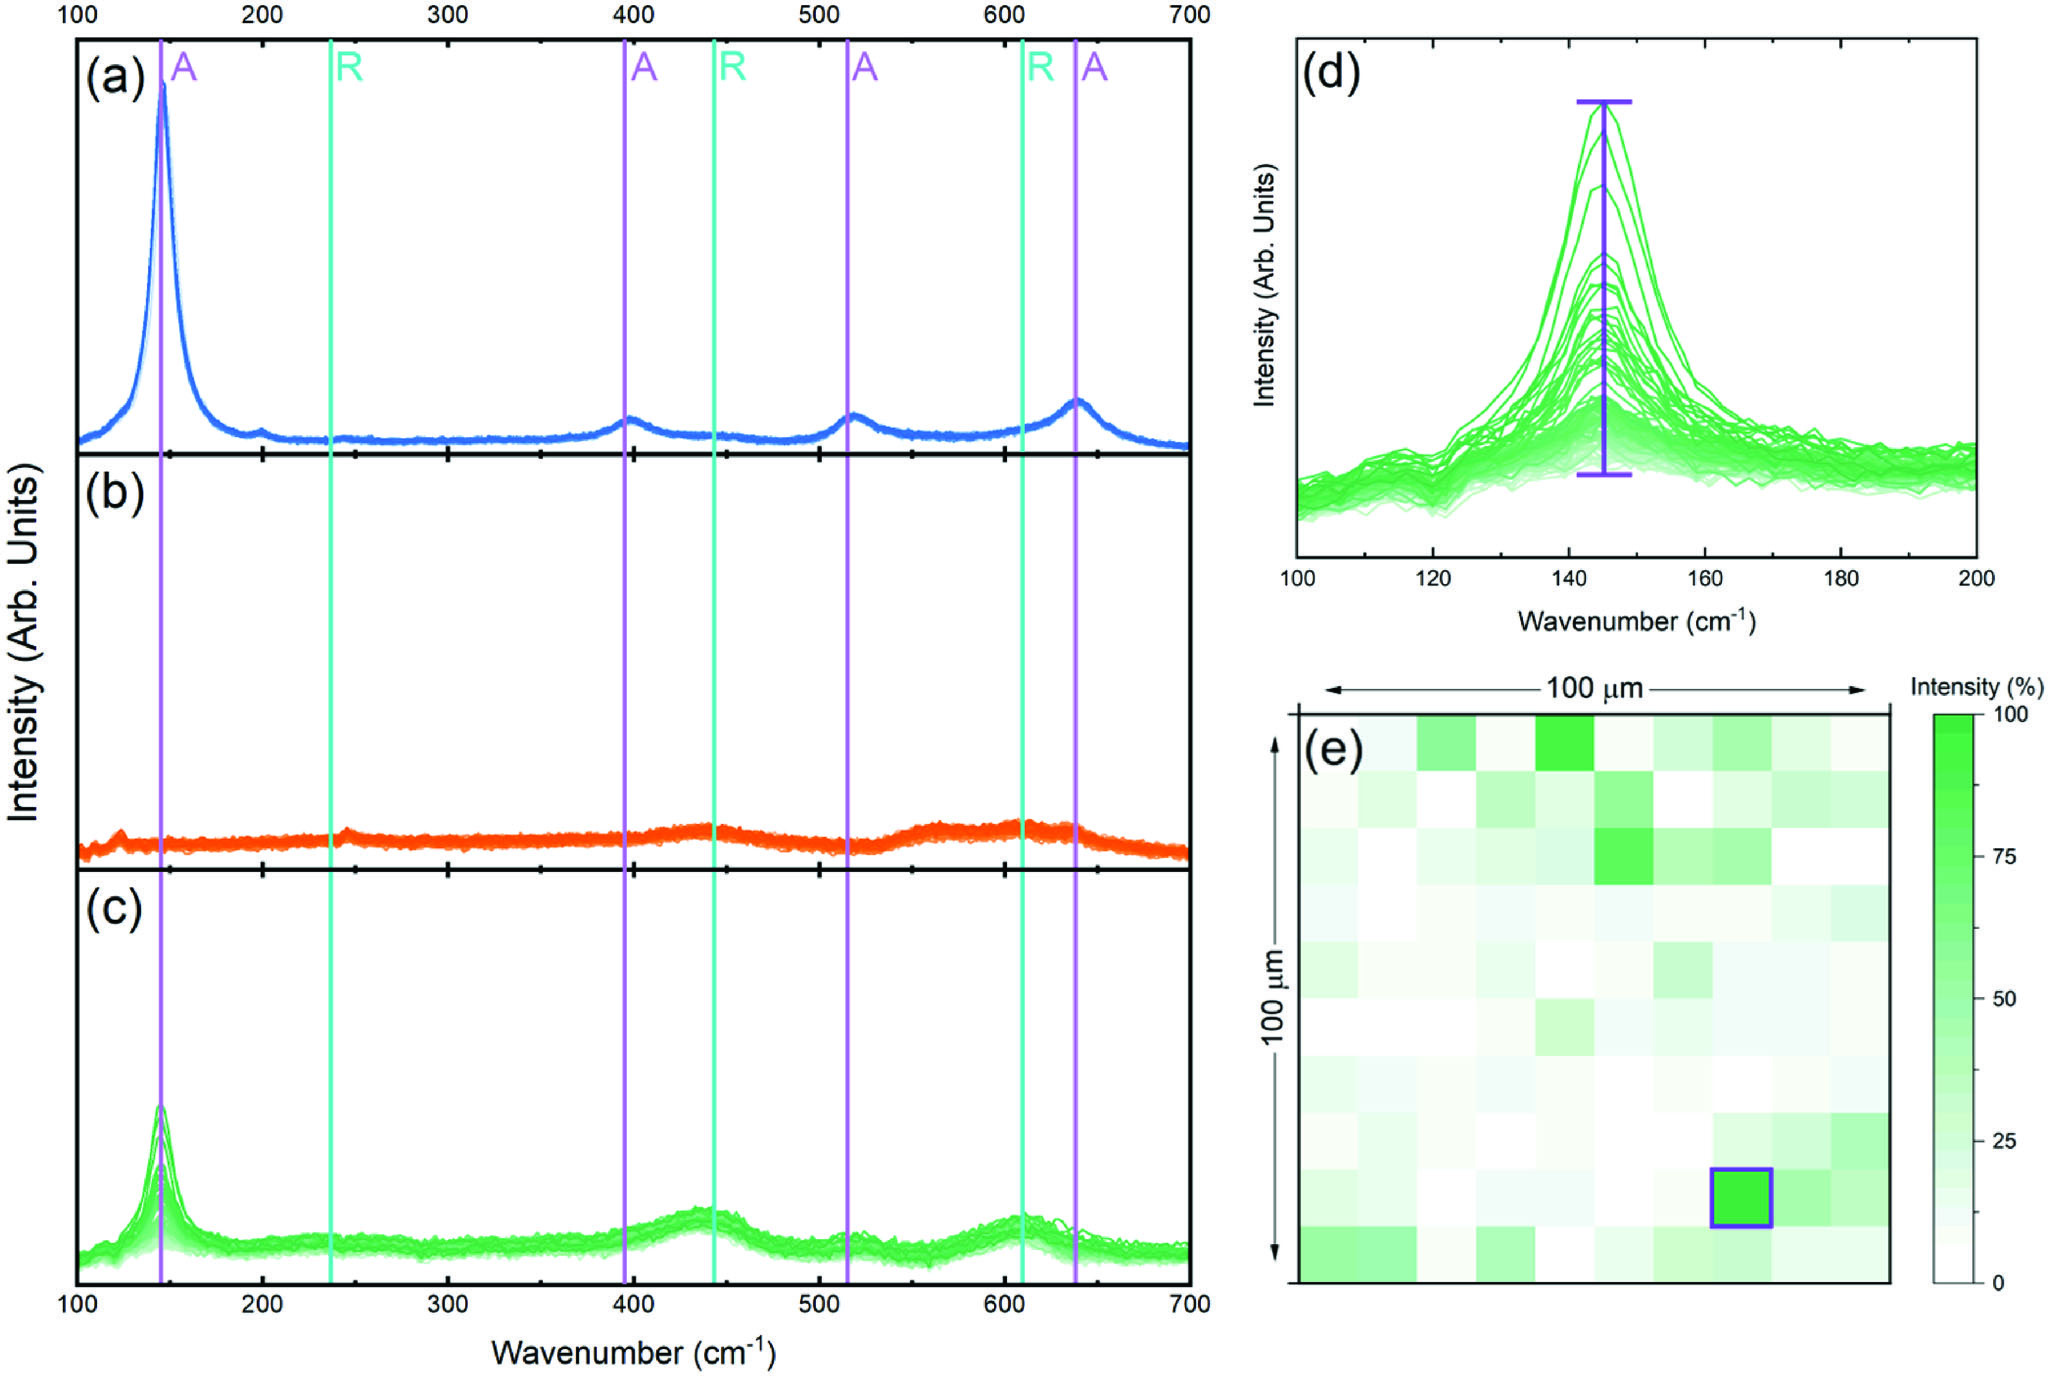 100 200 300 400 500 600 700
(a) A R A R A R A
(b)
(c)
Intensity (Arb. Units)
100 200 300 400 500 600 700
Wavenumber (cm⁻¹)
(d)
Intensity (Arb. Units)
100 120 140 160 180 200
Wavenumber (cm⁻¹)
100 μm
Intensity (%)
(e)
100 μm
100
75
50
25
0